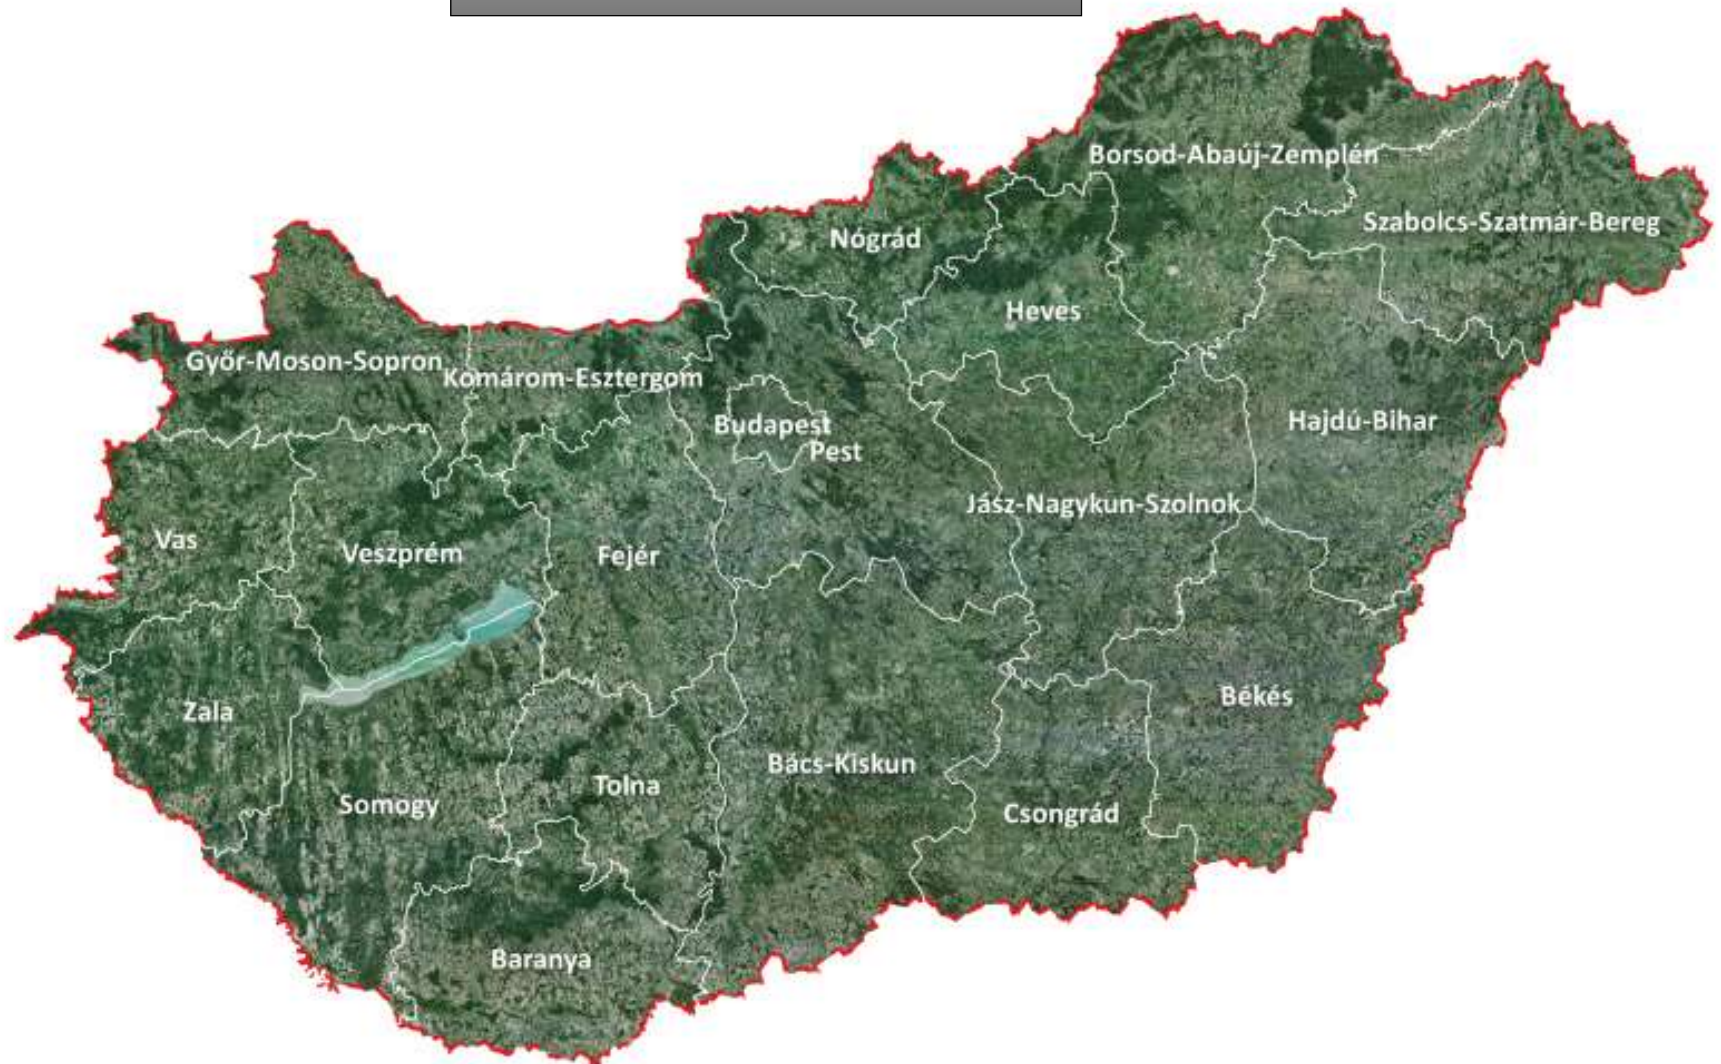 Borsod-Abaúj-Zemplén
Szabolcs-Szatmár-Bereg
Nógrád
Heves
Győr-Moson-Sopron
Komárom-Esztergom
Budapest
Pest
Hajdú-Bihar
Jász-Nagykun-Szolnok
Vas
Veszprém
Fejér
Zala
Békés
Bács-Kiskun
Tolna
Somogy
Csongrád
Baranya